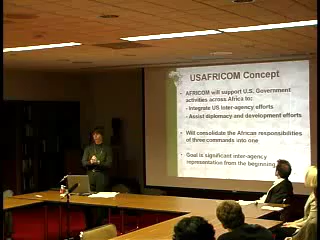 USAFRICOM Concept
- AFRICOM will support U.S. Government
activities across Africa to:
- Integrate US Inter-agency efforts
- Assist diplomacy and development efforts
- Will consolidate the African responsibilities
of three commands into one
- Goal is significant inter-agency
representation from the beginning